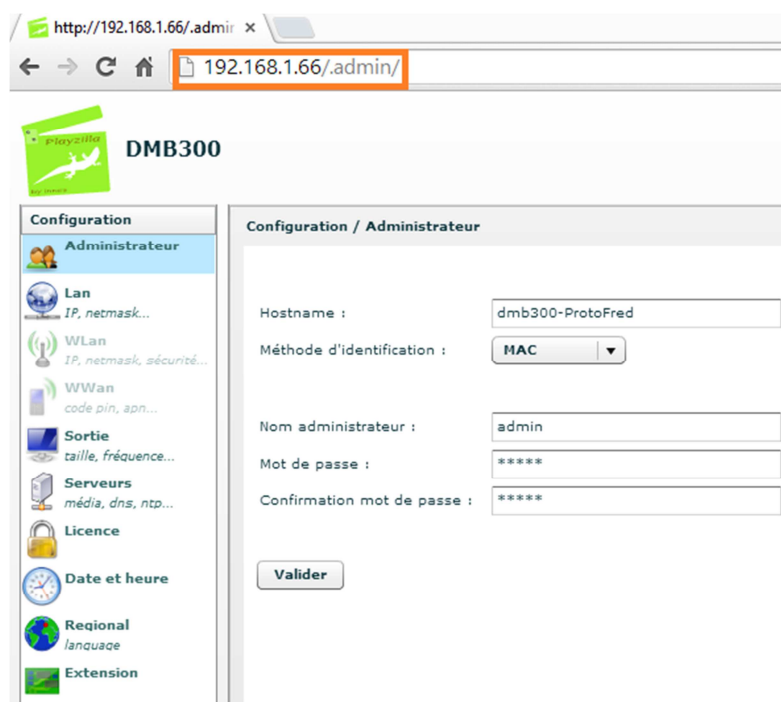 http://192.168.1.66/.admin
192.168.1.66/.admin/
Playzilla
DMB300
Configuration
Administrateur
Lan
IP, netmask...
WLan
IP, netmask, sécurité...
WWan
code pin, apn...
Sortie
taille, fréquence...
Serveurs
média, dns, ntp...
Licence
Date et heure
Regional
language
Extension
Configuration / Administrateur
Hostname : dmb300-ProtoFred
Méthode d'identification : MAC
Nom administrateur : admin
Mot de passe : *****
Confirmation mot de passe : *****
Valider